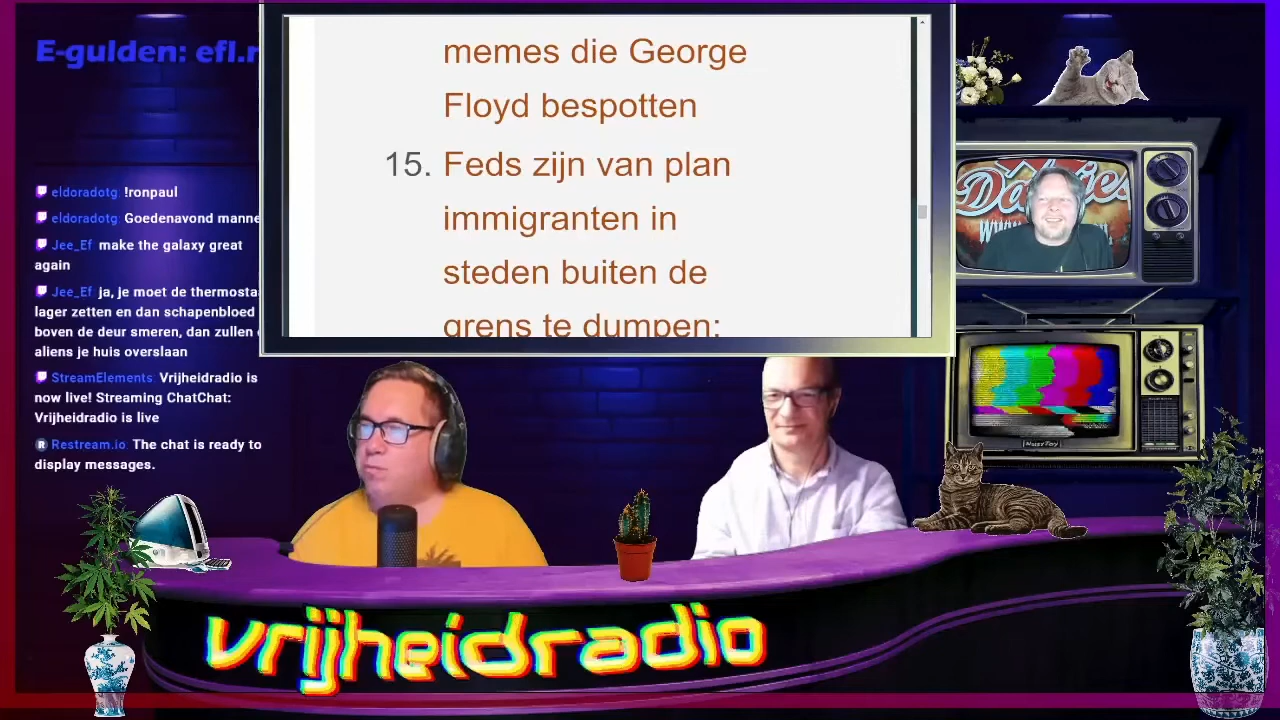 E-gulden: efl.r
memes die George
Floyd bespotten
15. Feds zijn van plan
immigranten in
steden buiten de
grens te dumpen:
eldoradotg !ronpaul
eldoradotg Goedenavond manne
Jee_Ef make the galaxy great
again
Jee_Ef ja, je moet de thermosta
lager zetten en dan schapenbloed
boven de deur smeren, dan zullen
aliens je huis overslaan
StreamElements Vrijheidradio is
now live! Streaming ChatChat:
Vrijheidradio is live
Restream.io The chat is ready to
display messages.
vrijheidradio